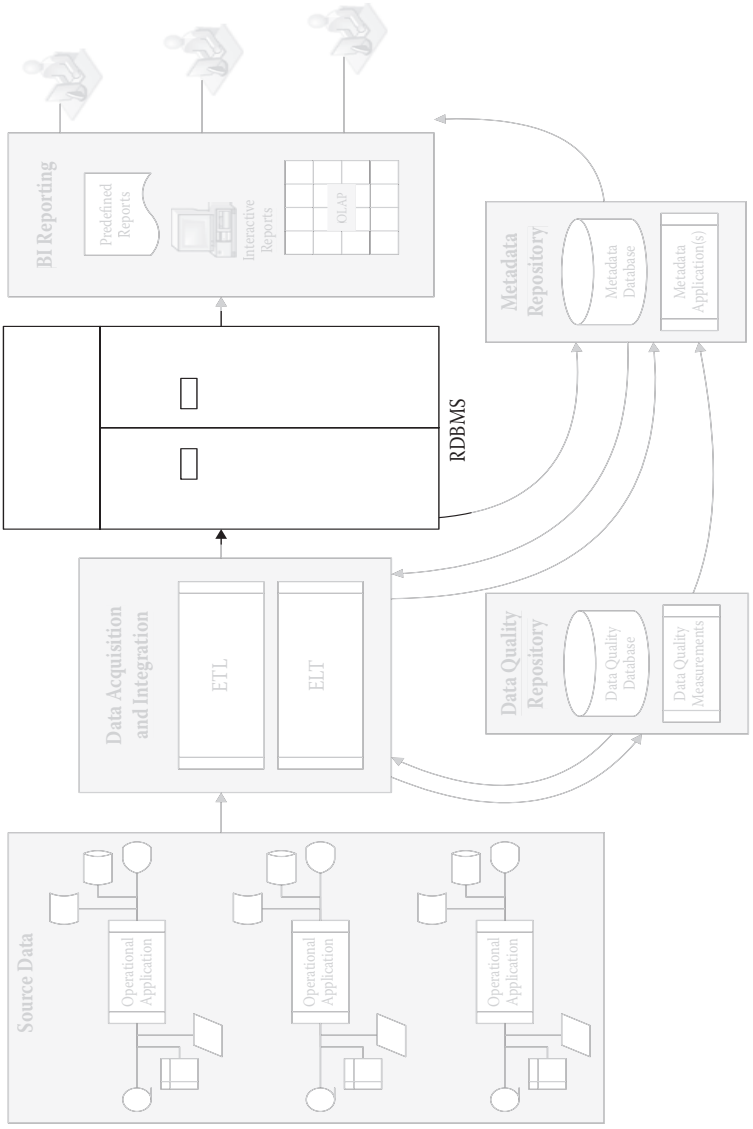 Source Data
Operational
Application
Operational
Application
Operational
Application
Data Acquisition
and Integration
ETL
ELT
Data Quality
Repository
Data Quality
Database
Data Quality
Measurements
RDBMS
Metadata
Repository
Metadata
Database
Metadata
Application(s)
BI Reporting
Predefined
Reports
Interactive
Reports
OLAP